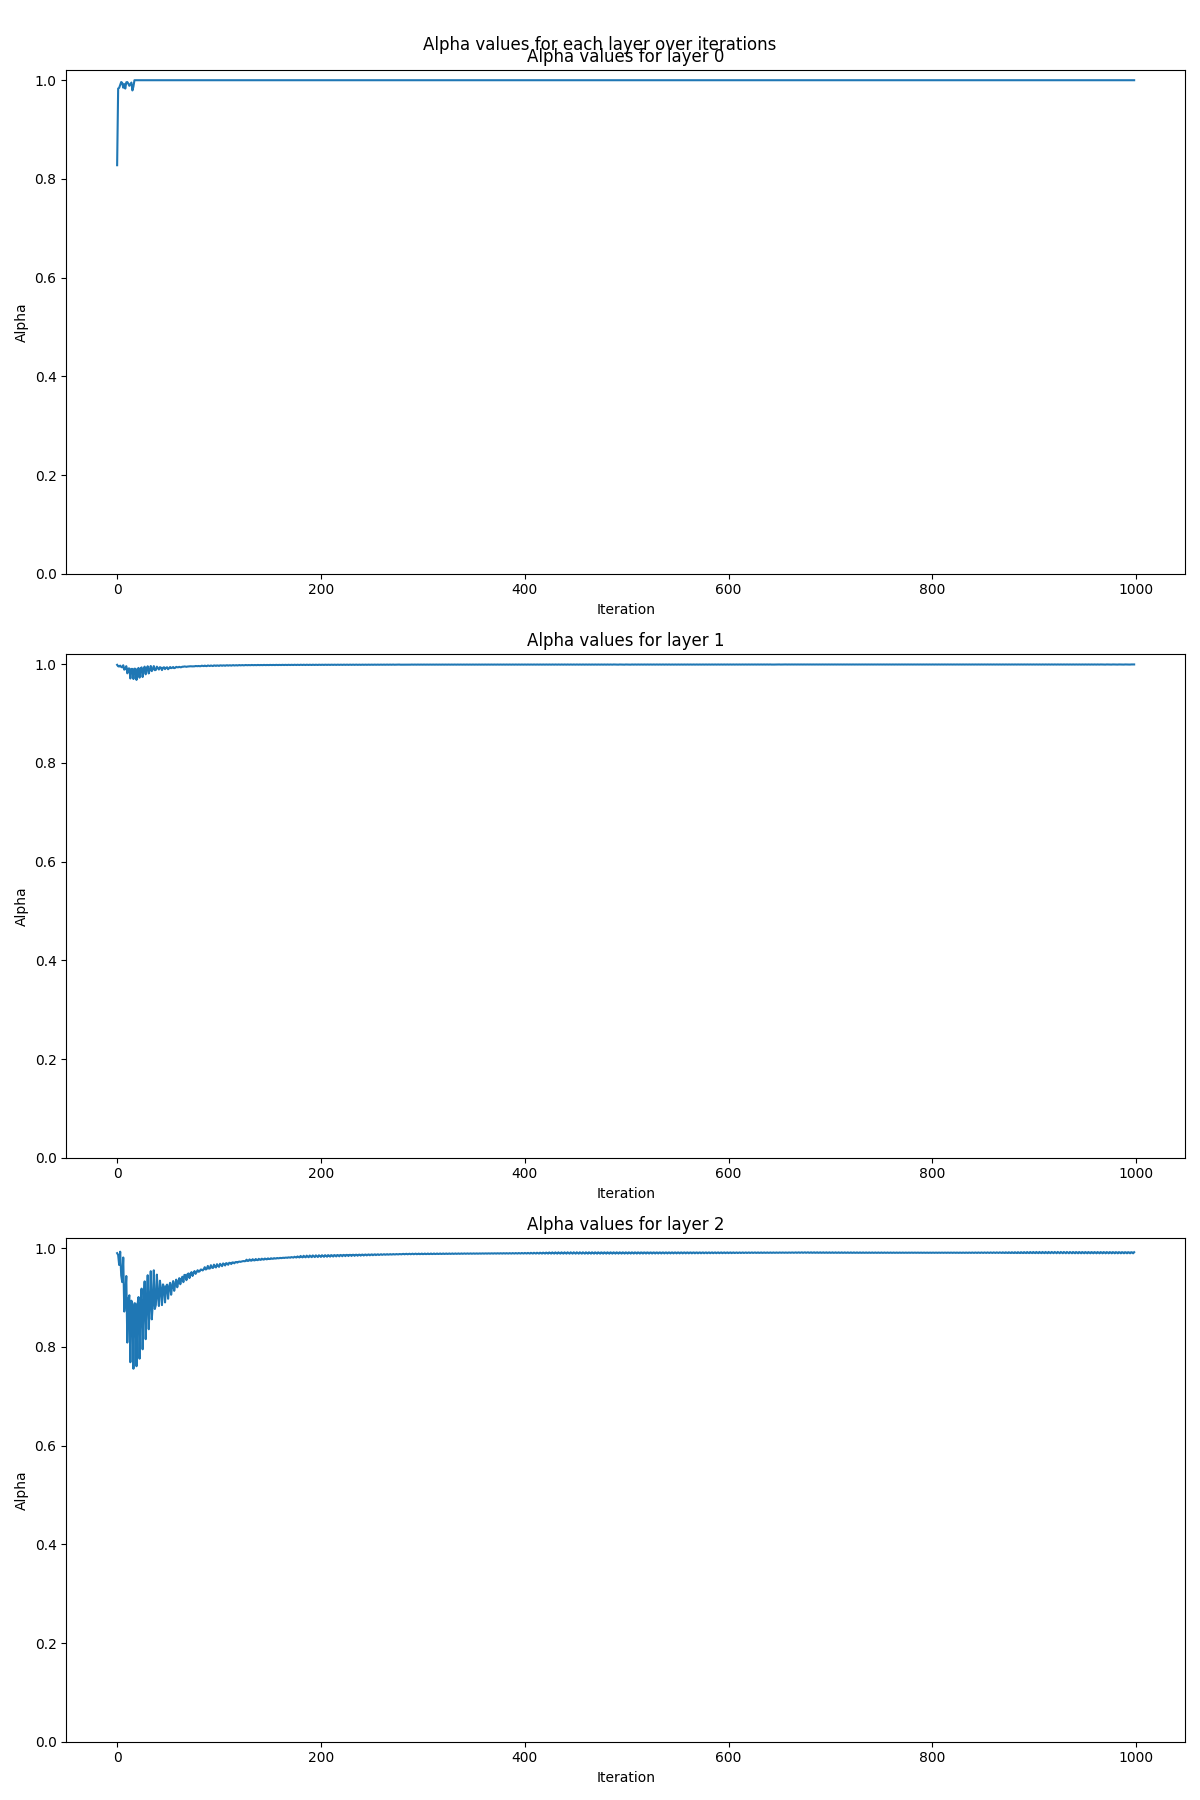 Alpha values for each layer over iterations
Alpha values for layer 0
1.0
0.8
0.6
0.4
0.2
0.0
Alpha
0 200 400 600 800 1000
Iteration
Alpha values for layer 1
1.0
0.8
0.6
0.4
0.2
0.0
Alpha
0 200 400 600 800 1000
Iteration
Alpha values for layer 2
1.0
0.8
0.6
0.4
0.2
0.0
Alpha
0 200 400 600 800 1000
Iteration